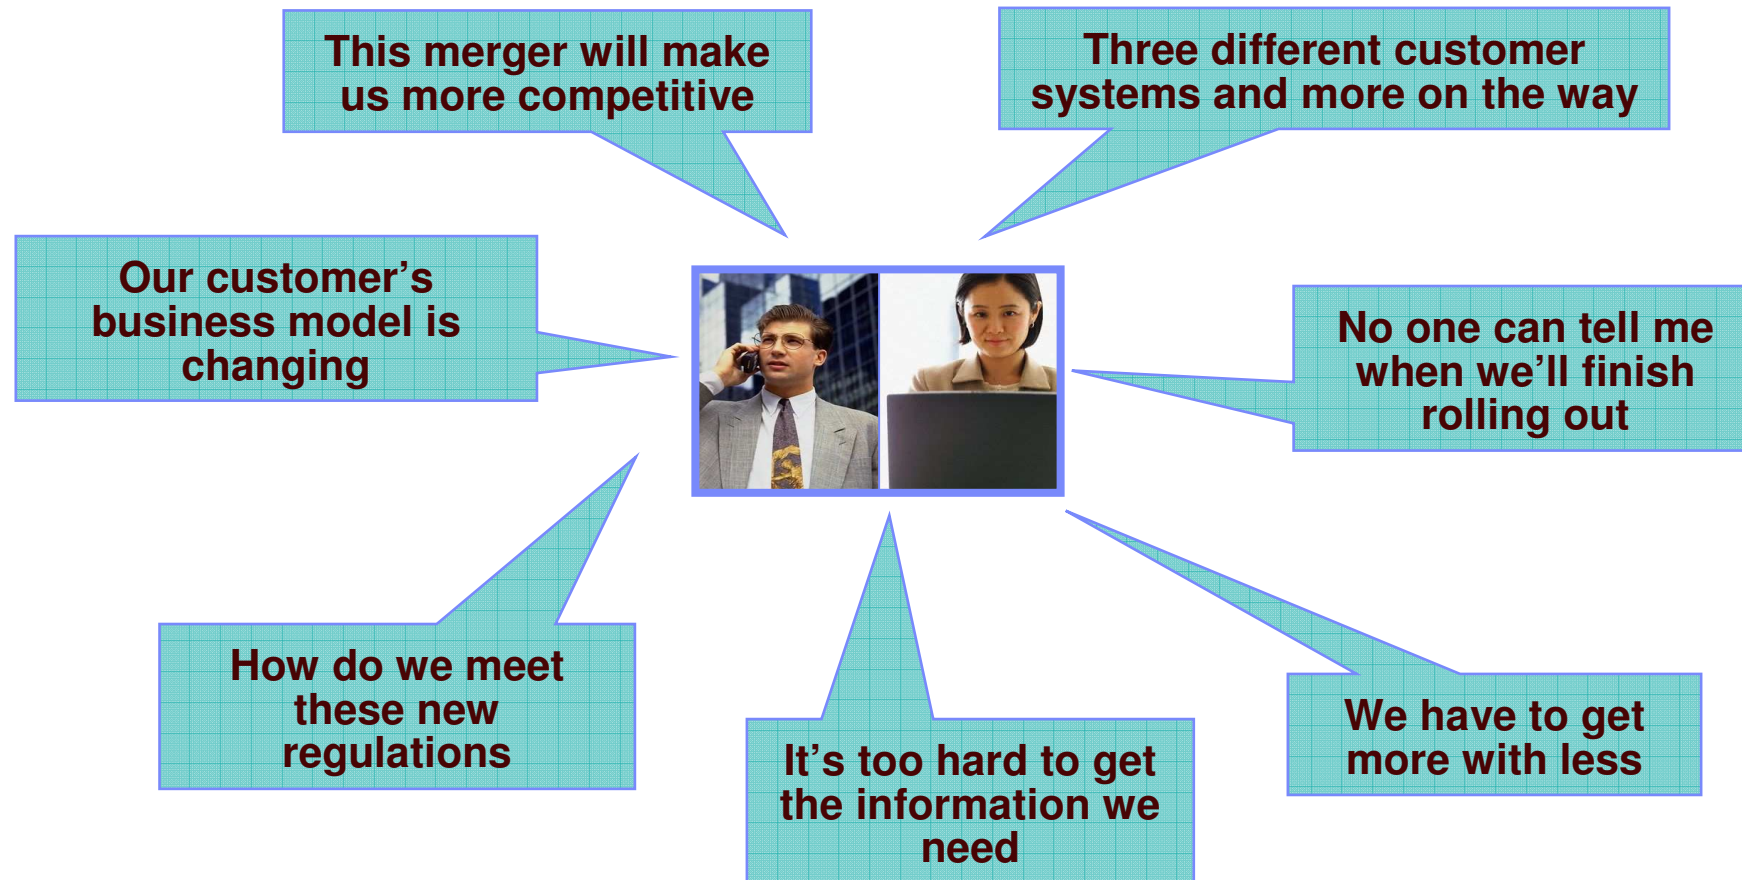 This merger will make
us more competitive
Three different customer
systems and more on the way
Our customer’s
business model is
changing
No one can tell me
when we’ll finish
rolling out
How do we meet
these new
regulations
It’s too hard to get
the information we
need
We have to get
more with less